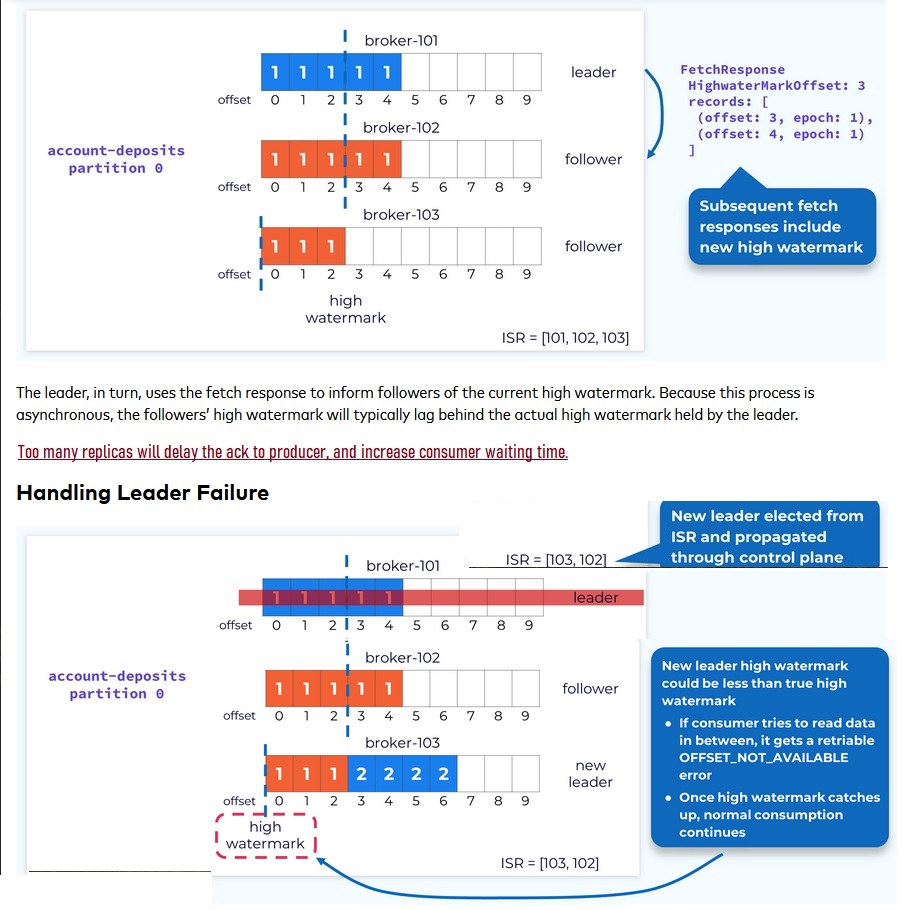 broker-101
1 1 1 1 1
leader
offset 0 1 2 3 4 5 6 7 8 9
broker-102
1 1 1 1 1
follower
offset 0 1 2 3 4 5 6 7 8 9
broker-103
1 1 1
follower
offset 0 1 2 3 4 5 6 7 8 9
high
watermark
account-deposits
partition 0
ISR = [101, 102, 103]
FetchResponse
HighwaterMarkOffset: 3
records: [
(offset: 3, epoch: 1),
(offset: 4, epoch: 1)
]
Subsequent fetch
responses include
new high watermark
The leader, in turn, uses the fetch response to inform followers of the current high watermark. Because this process is
asynchronous, the followers' high watermark will typically lag behind the actual high watermark held by the leader.
Too many replicas will delay the ack to producer, and increase consumer waiting time.
Handling Leader Failure
New leader elected from
ISR and propagated
through control plane
ISR = [103, 102]
broker-101
1 1 1 1 1
leader
offset 0 1 2 3 4 5 6 7 8 9
account-deposits
partition 0
broker-102
1 1 1 1 1
follower
offset 0 1 2 3 4 5 6 7 8 9
broker-103
1 1 1 2 2 2 2
new
leader
offset 0 1 2 3 4 5 6 7 8 9
high
watermark
ISR = [103, 102]
New leader high watermark
could be less than true high
watermark
• If consumer tries to read data
in between, it gets a retriable
OFFSET_NOT_AVAILABLE
error
• Once high watermark catches
up, normal consumption
continues